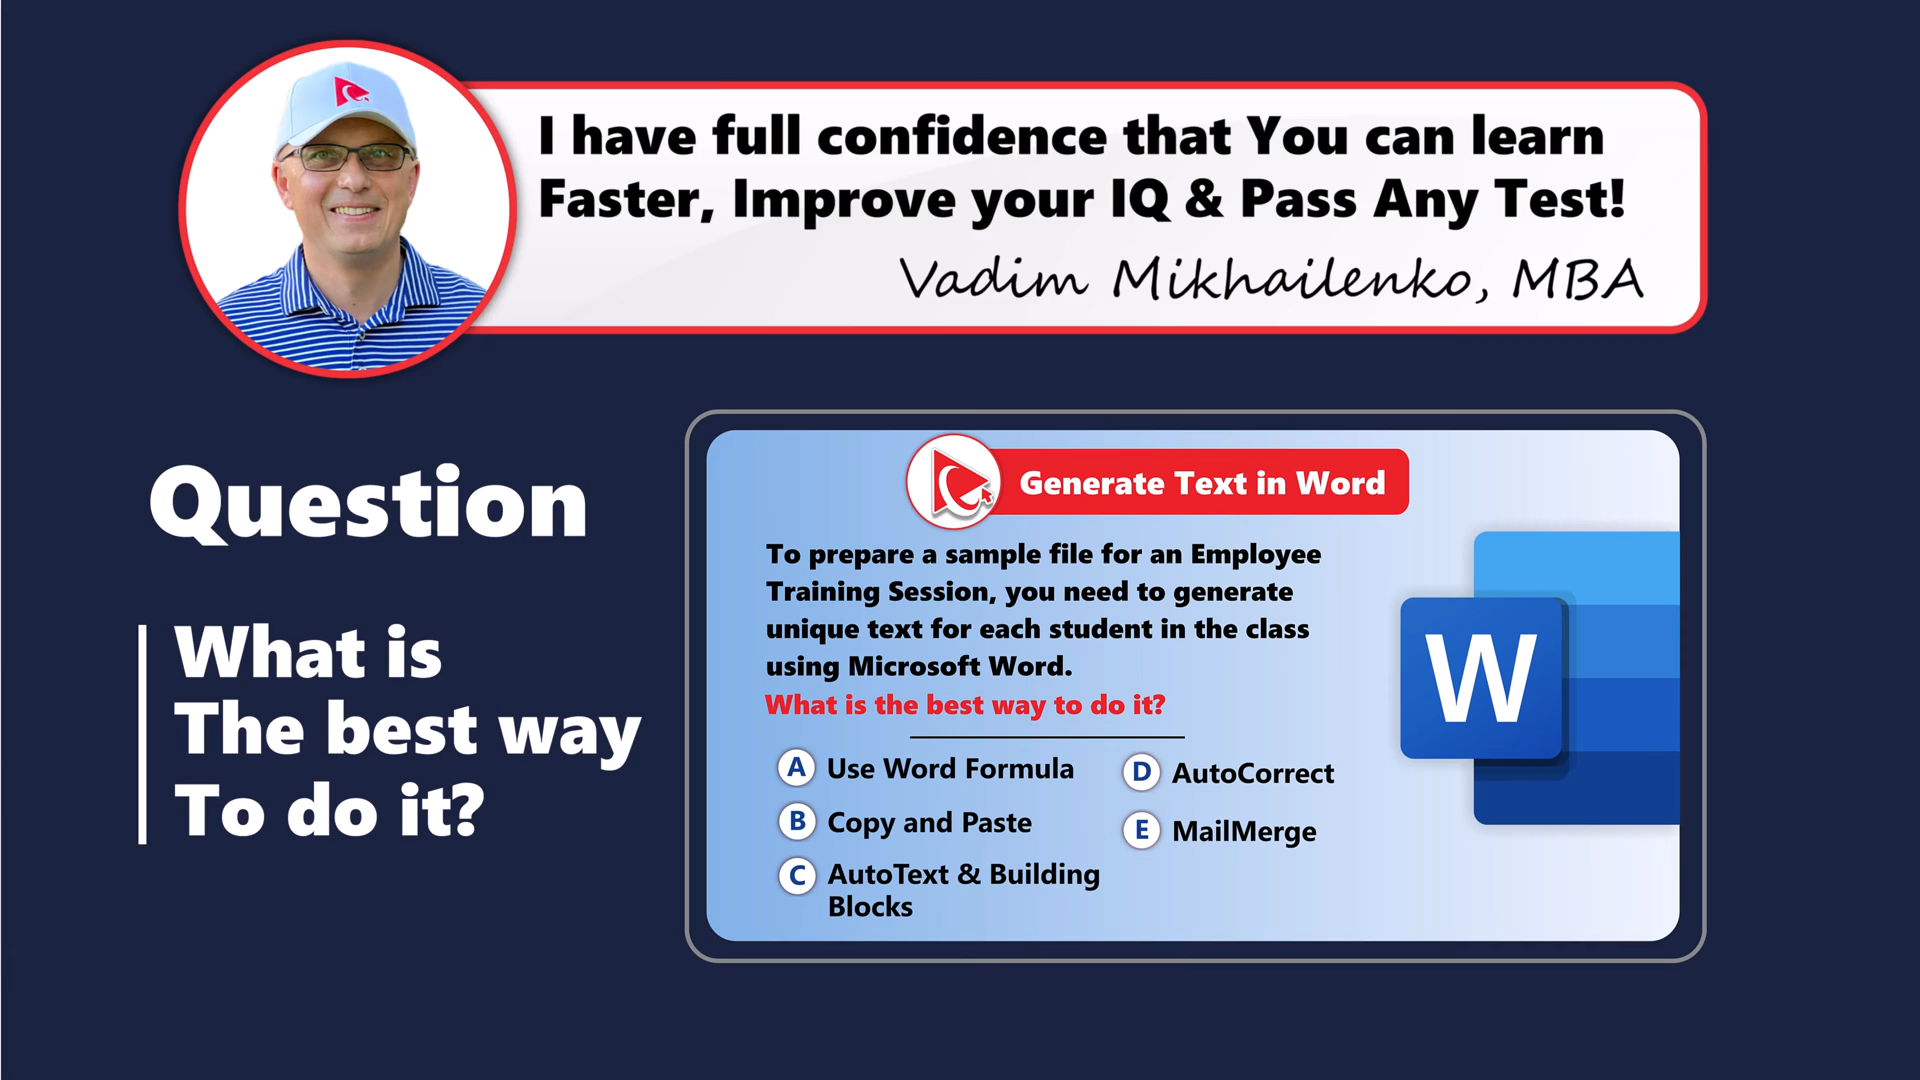 I have full confidence that You can learn
Faster, Improve your IQ & Pass Any Test!
Vadim Mikhailenko, MBA
Question
What is
The best way
To do it?
Generate Text in Word
To prepare a sample file for an Employee
Training Session, you need to generate
unique text for each student in the class
using Microsoft Word.
What is the best way to do it?
A Use Word Formula
B Copy and Paste
C AutoText & Building
Blocks
D AutoCorrect
E MailMerge
W